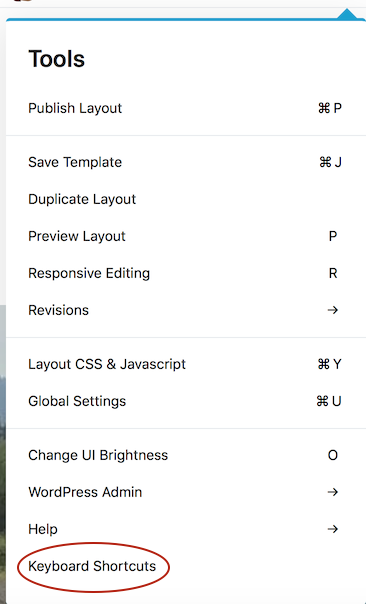 Tools
Publish Layout ⌘ P
Save Template ⌘ J
Duplicate Layout
Preview Layout P
Responsive Editing R
Revisions →
Layout CSS & Javascript ⌘ Y
Global Settings ⌘ U
Change UI Brightness O
WordPress Admin →
Help →
Keyboard Shortcuts